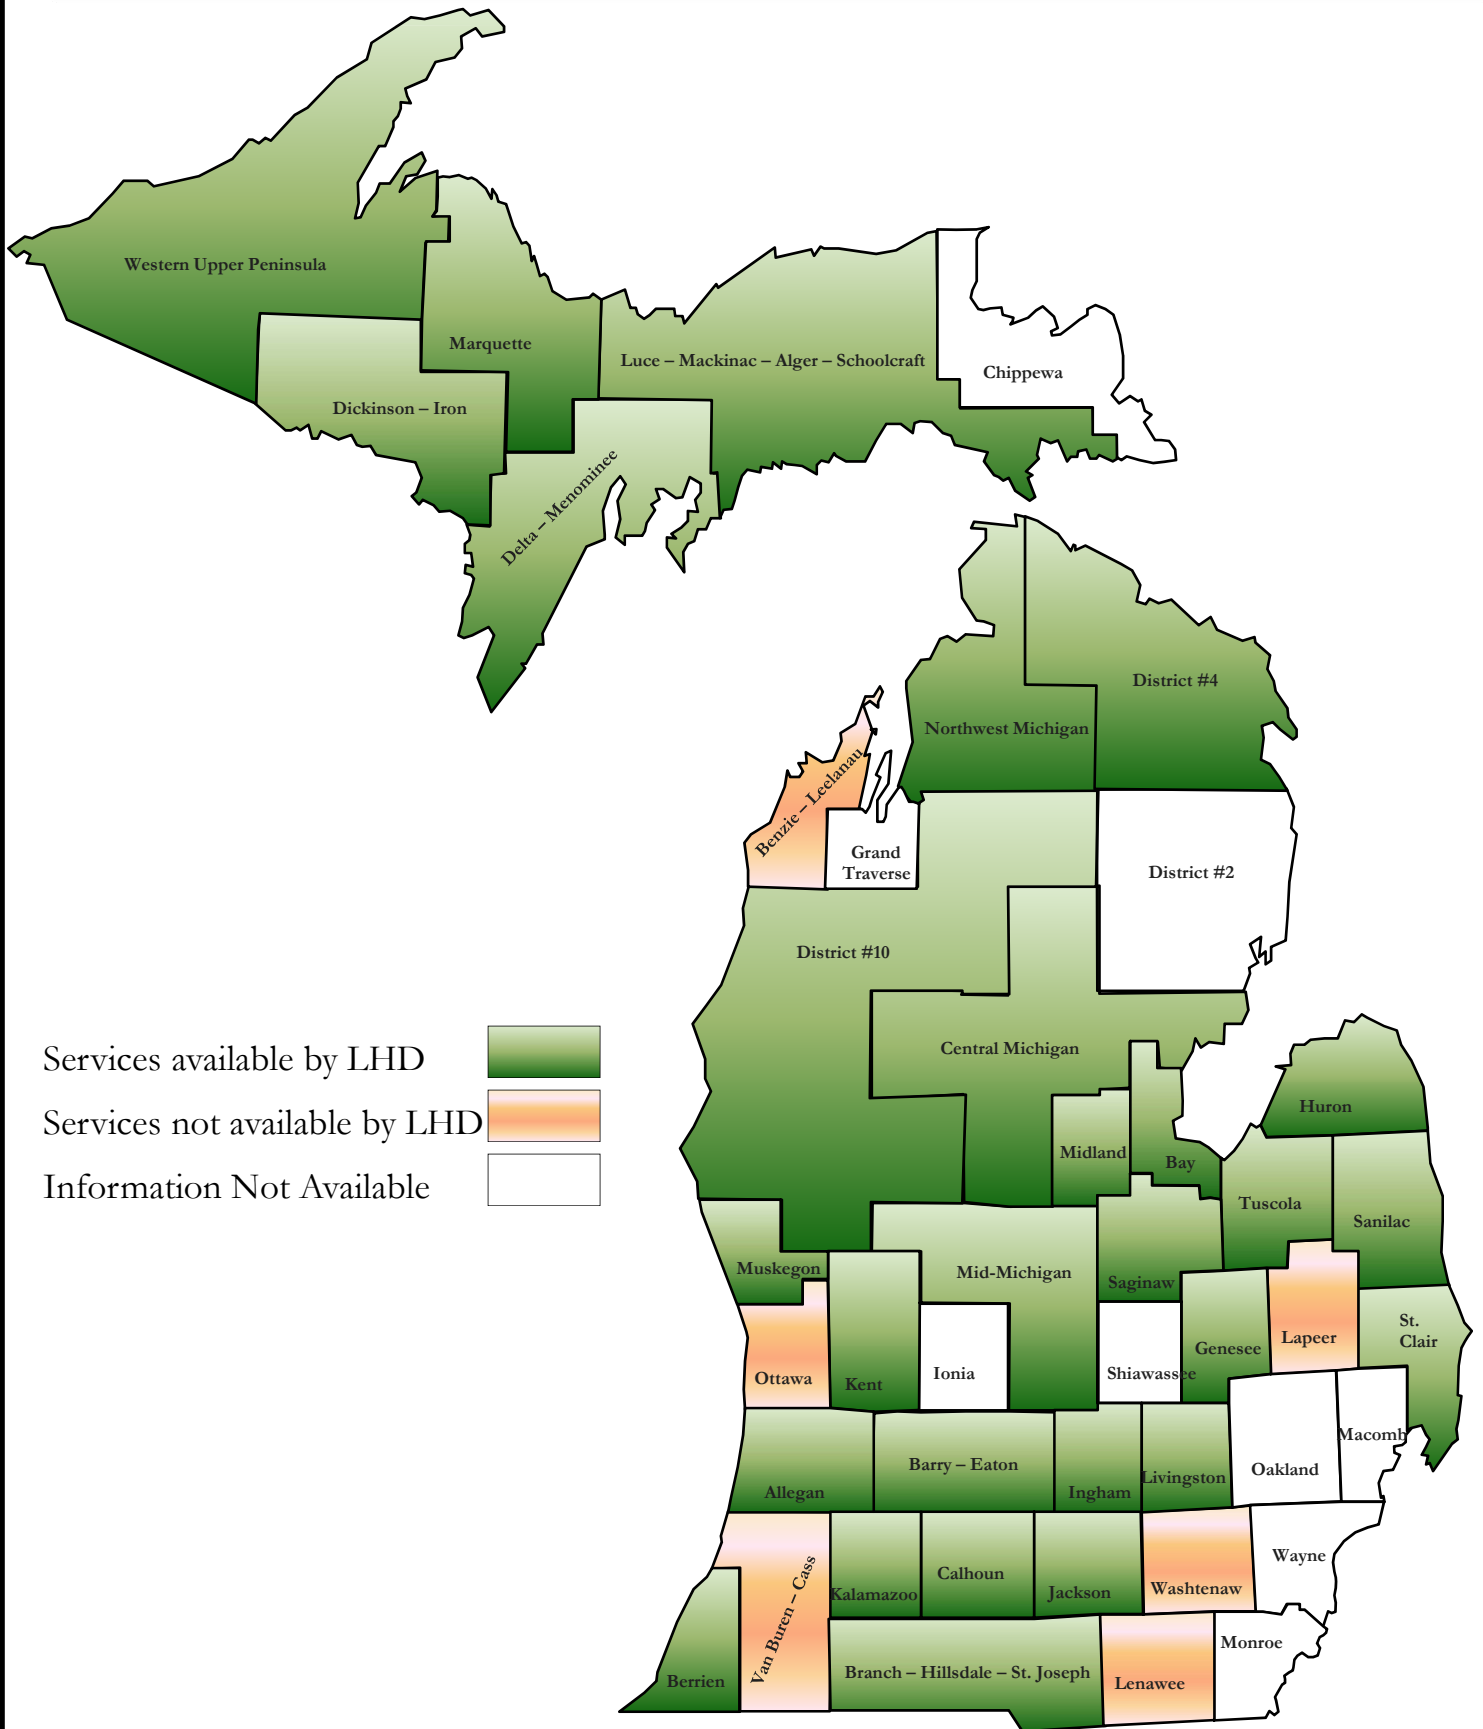 Western Upper Peninsula
Marquette
Luce – Mackinac – Alger – Schoolcraft
Chippewa
Dickinson – Iron
Delta – Menominee
District #4
Northwest Michigan
Benzie – Leelanau
Grand
Traverse
District #2
District #10
Central Michigan
Services available by LHD
Services not available by LHD
Information Not Available
Huron
Midland
Bay
Tuscola
Sanilac
Muskegon
Mid-Michigan
Saginaw
St.
Clair
Lapeer
Genesee
Ottawa
Kent
Ionia
Shiawassee
Macomb
Oakland
Livingston
Barry – Eaton
Allegan
Ingham
Wayne
Calhoun
Washtenaw
Jackson
Kalamazoo
Van Buren – Cass
Monroe
Branch – Hillsdale – St. Joseph
Berrien
Lenawee